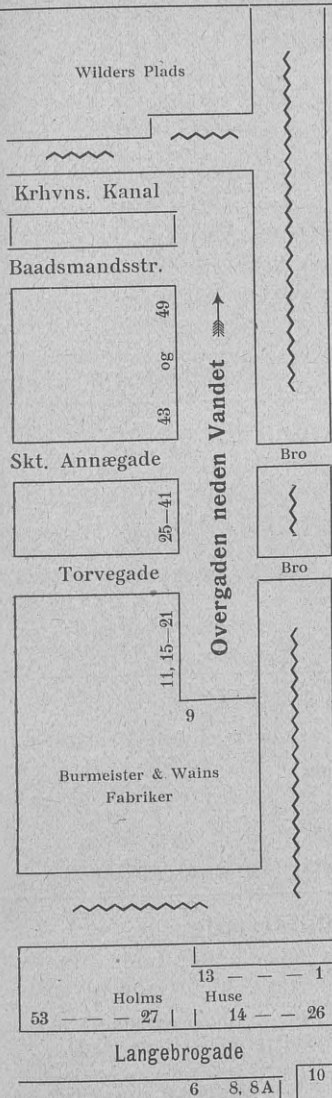 Wilders Plads
Krhvns. Kanal
Baadsmandsstr.
43 og 49
Overgaden neden Vandet
Skt. Annægade
Bro
25—41
Torvegade
Bro
11, 15—21
9
Burmeister & Wains
Fabriker
13 — — — 1
Holms Huse
53 — — — 27 14 — — 26
Langebrogade
6 8, 8A 10